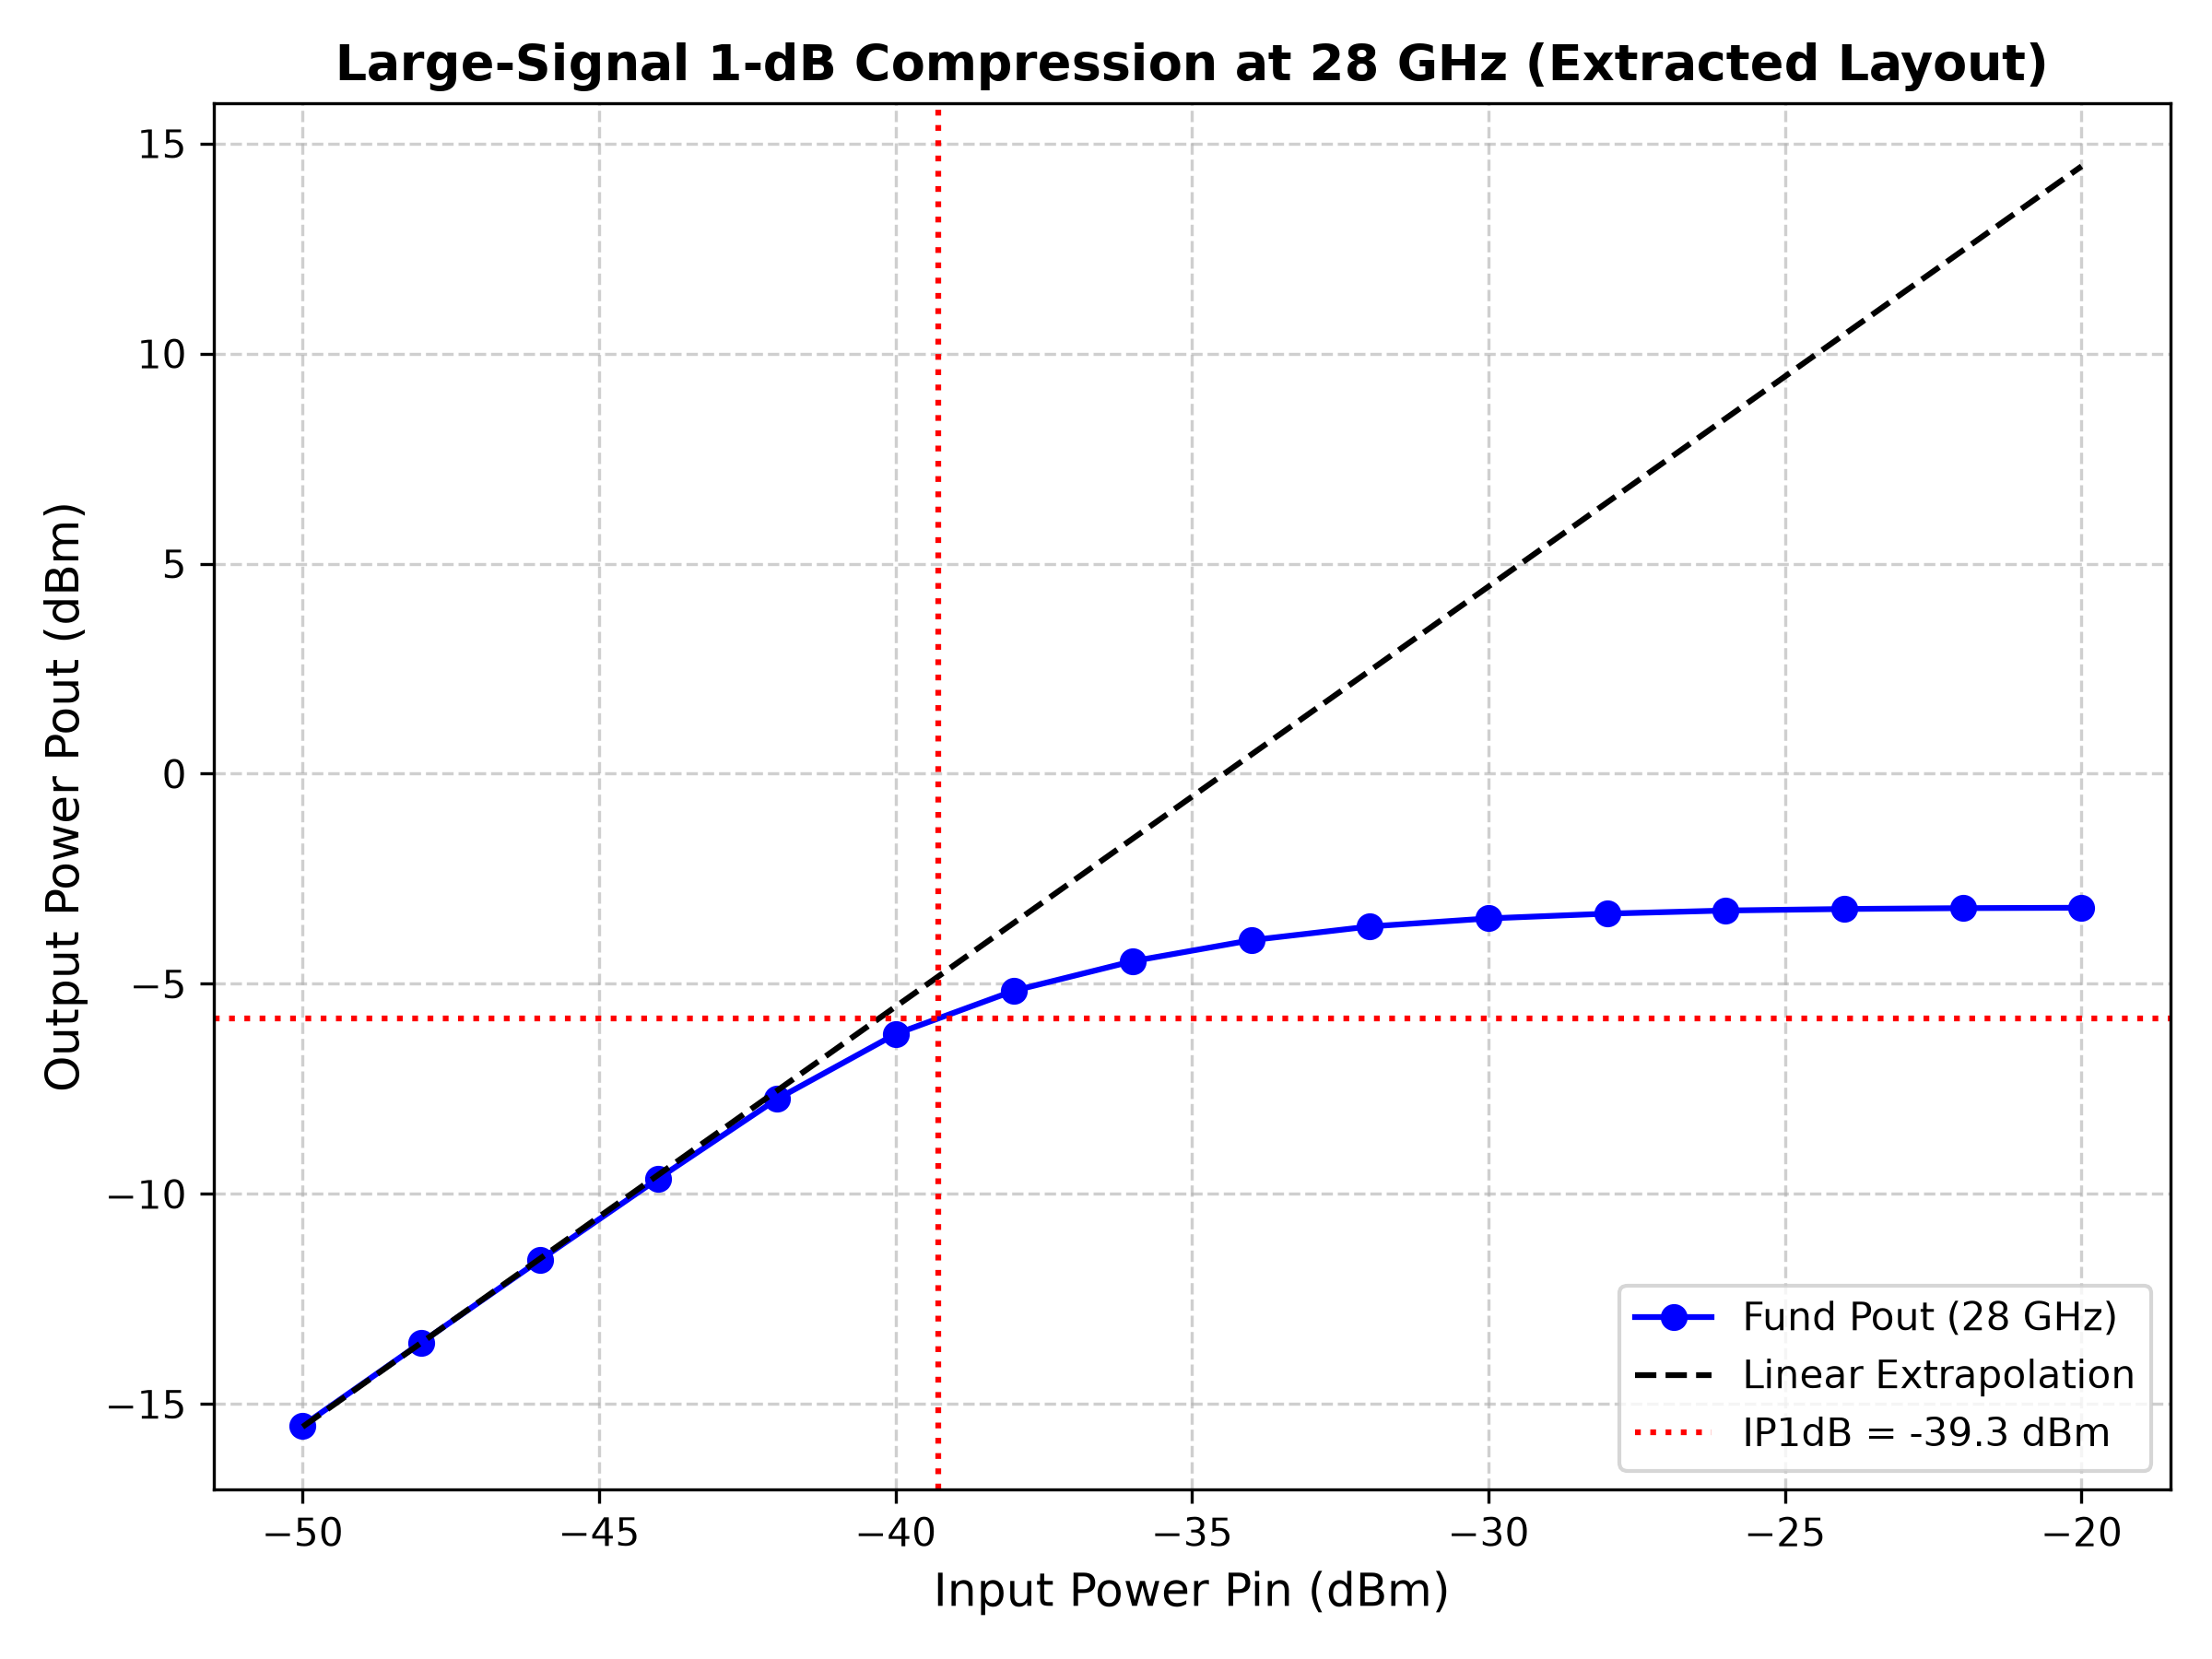 Large-Signal 1-dB Compression at 28 GHz (Extracted Layout)
Output Power Pout (dBm)
15
10
5
0
−5
−10
−15
−50
−45
−40
−35
−30
−25
−20
Input Power Pin (dBm)
Fund Pout (28 GHz)
Linear Extrapolation
IP1dB = -39.3 dBm